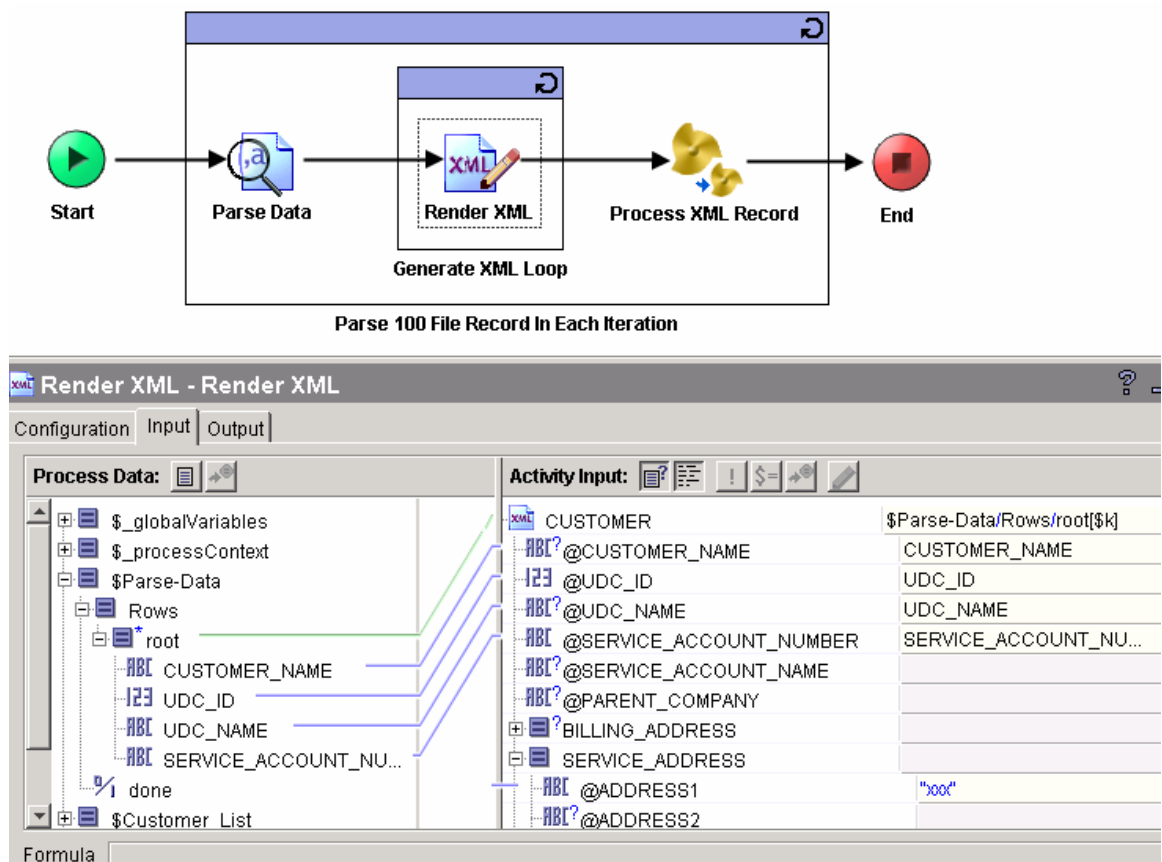 Start
Parse Data
XML
Render XML
Process XML Record
End
Generate XML Loop
Parse 100 File Record In Each Iteration
Render XML - Render XML
Configuration Input Output
Process Data: Activity Input:
$_globalVariables
$_processContext
$Parse-Data
Rows
root
CUSTOMER_NAME
UDC_ID
UDC_NAME
SERVICE_ACCOUNT_NU...
done
$Customer_List
CUSTOMER $Parse-Data/Rows/root[$k]
@CUSTOMER_NAME CUSTOMER_NAME
@UDC_ID UDC_ID
@UDC_NAME UDC_NAME
@SERVICE_ACCOUNT_NUMBER SERVICE_ACCOUNT_NU...
@SERVICE_ACCOUNT_NAME
@PARENT_COMPANY
BILLING_ADDRESS
SERVICE_ADDRESS
@ADDRESS1 "xxx"
@ADDRESS2
Formula